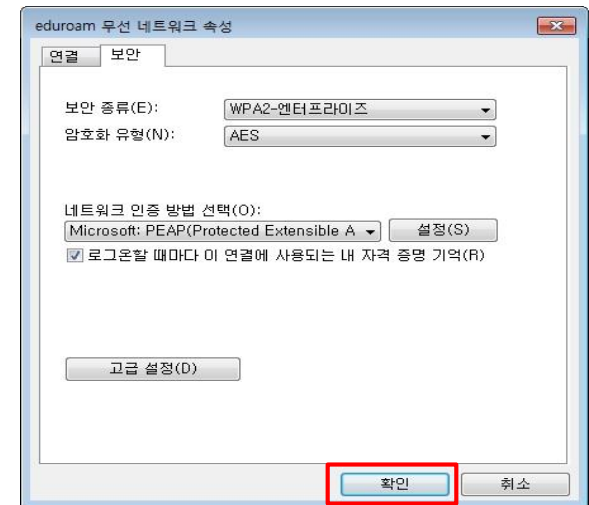 eduroam 무선 네트워크 속성
연결 보안
보안 종류(E): WPA2-엔터프라이즈
암호화 유형(N): AES
네트워크 인증 방법 선택(O):
Microsoft: PEAP(Protected Extensible A 설정(S)
로그온할 때마다 이 연결에 사용되는 내 자격 증명 기억(R)
고급 설정(D)
확인 취소